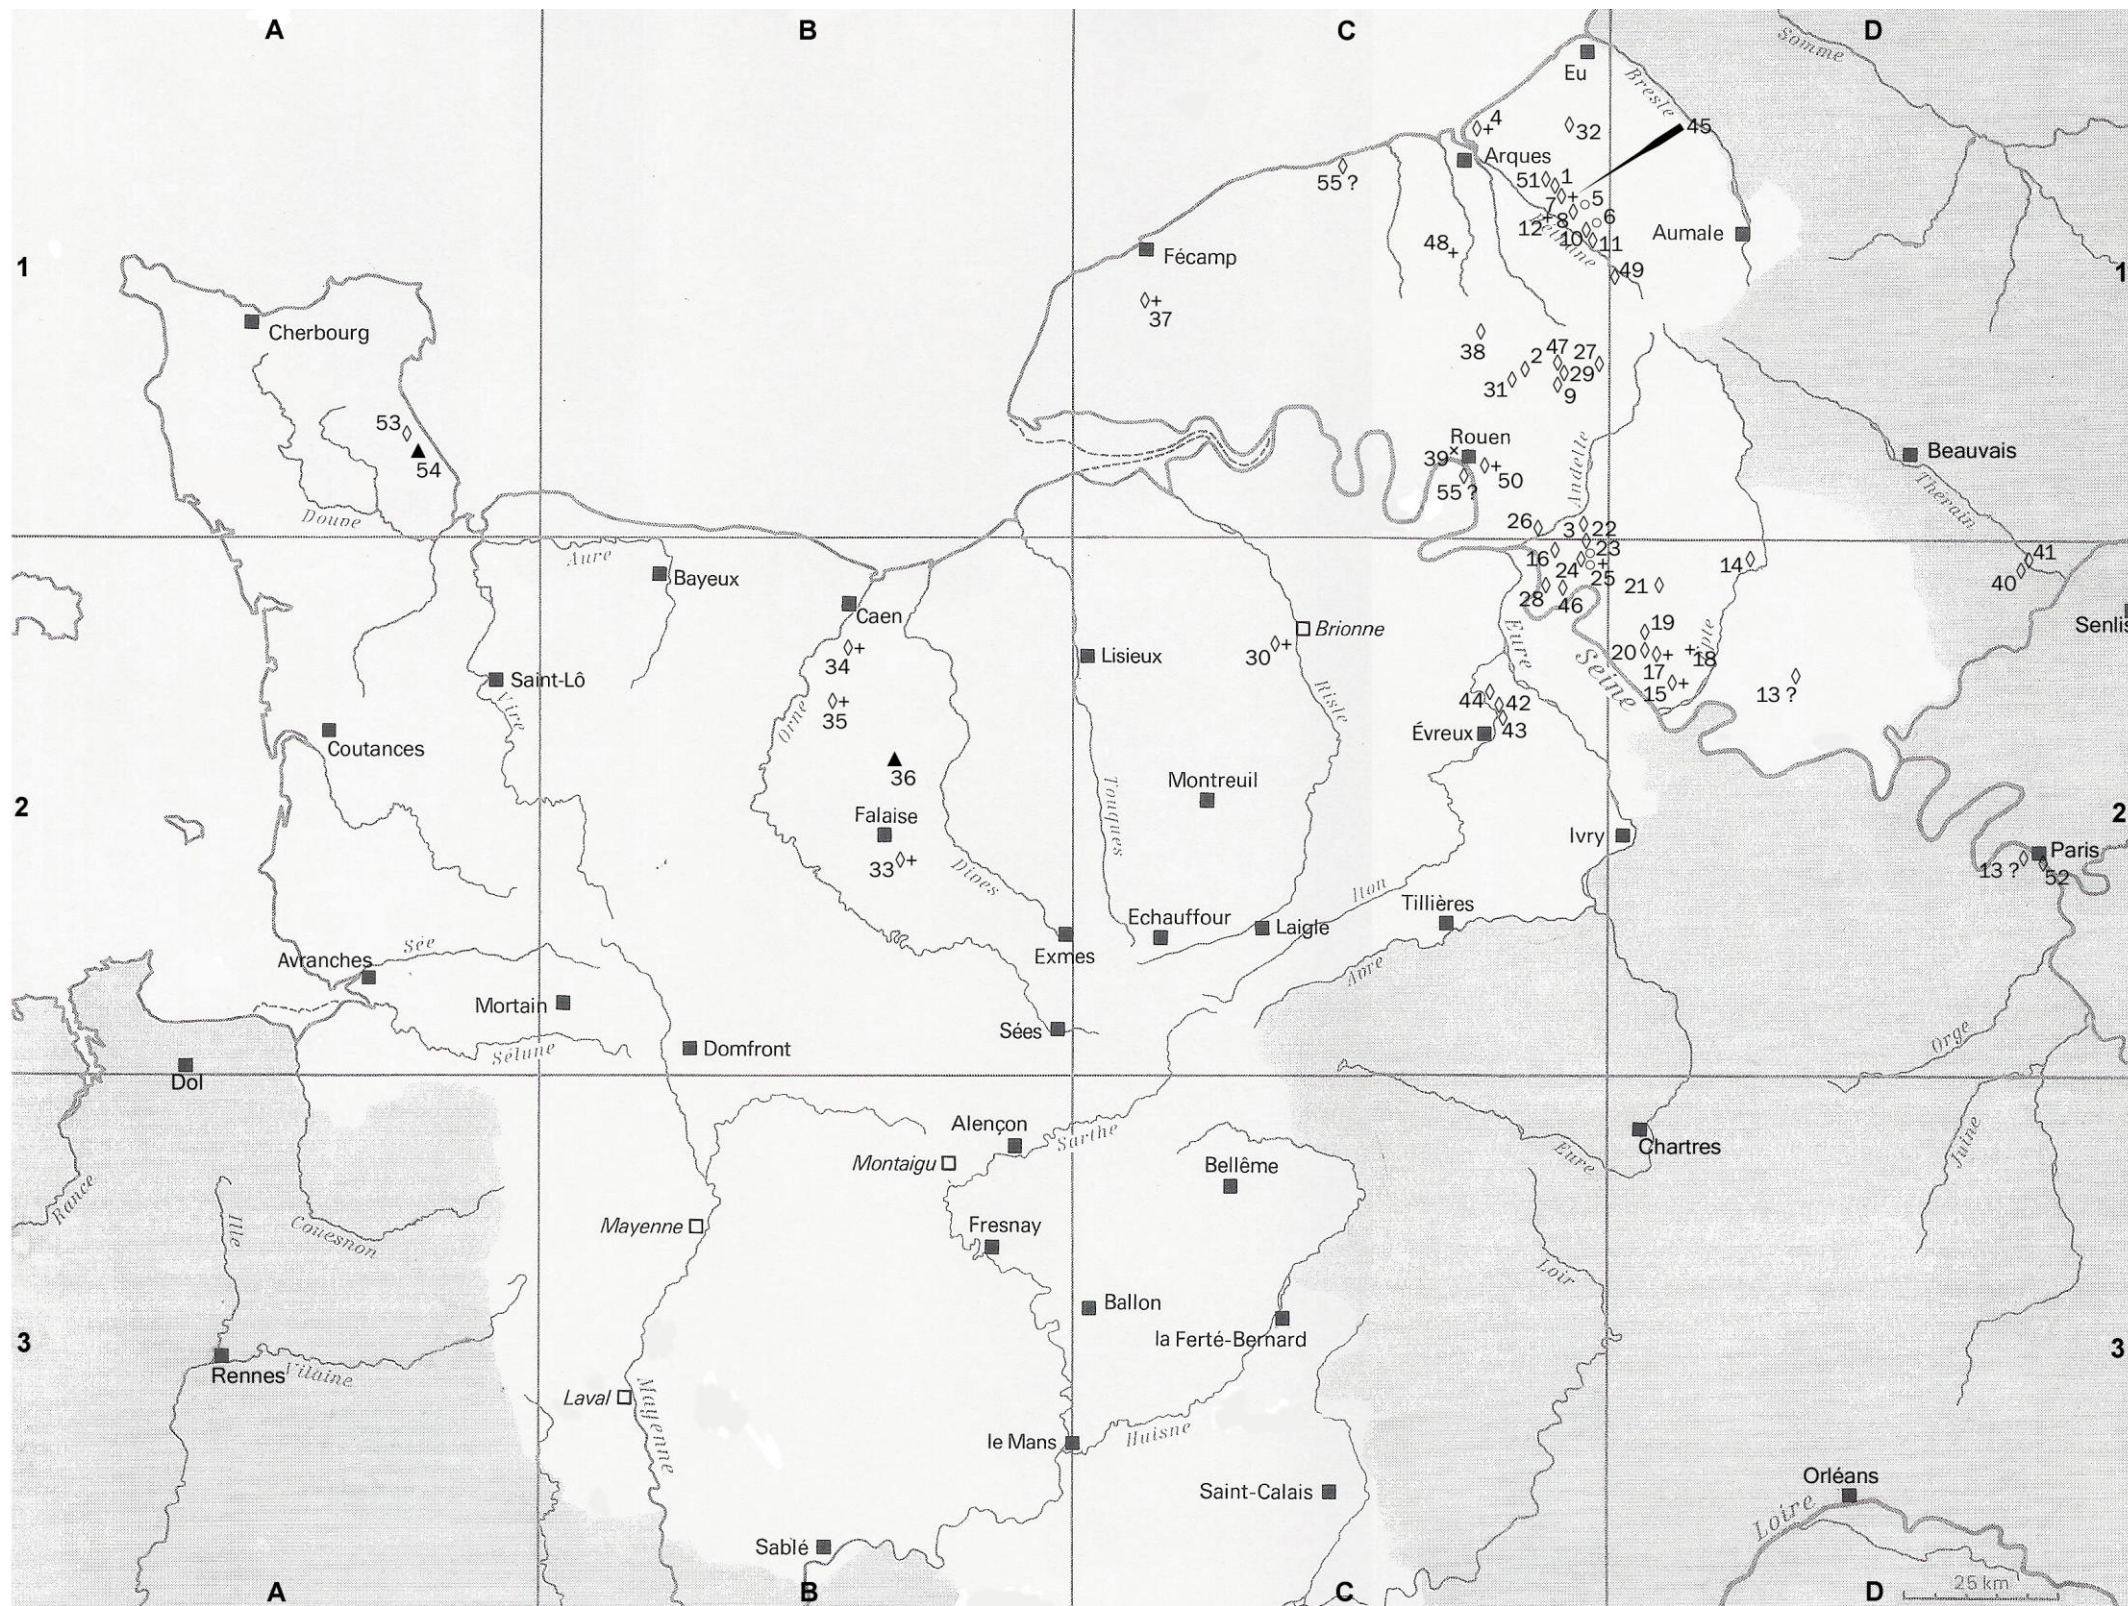 A
B
C
D
Somme
Eu
Bresle
45
4
32
Arques
55 ?
51
1
7
5
8
6
12
10
11
Béthune
Aumale
48
49
1
1
Fécamp
37
Cherbourg
38
2
47
27
31
29
9
53
54
Rouen
39
50
55 ?
Andelle
Beauvais
Thérain
Douve
26
3
22
Aure
Bayeux
16
23
24
25
14
41
40
28
46
21
Caen
34
Brionne
30
Lisieux
Eure
19
20
17
18
Epte
Senlis
Saint-Lô
Vire
35
Orne
Risle
Seine
15
13 ?
44
42
43
Évreux
Coutances
36
Montreuil
Touques
2
2
Falaise
33
Dives
Ivry
Paris
13 ?
52
Iton
Tillières
Echauffour
Laigle
Exmes
Avre
Sée
Avranches
Mortain
Sées
Orge
Sélune
Domfront
Dol
Alençon
Sarthe
Montaigu
Bellême
Eure
Chartres
Juine
Rance
Ille
Couesnon
Mayenne
Fresnay
Loir
Ballon
la Ferté-Bernard
3
3
Rennes
Vilaine
Laval
Mayenne
le Mans
Huisne
Saint-Calais
Orléans
Loire
Sablé
25 km
A
B
C
D